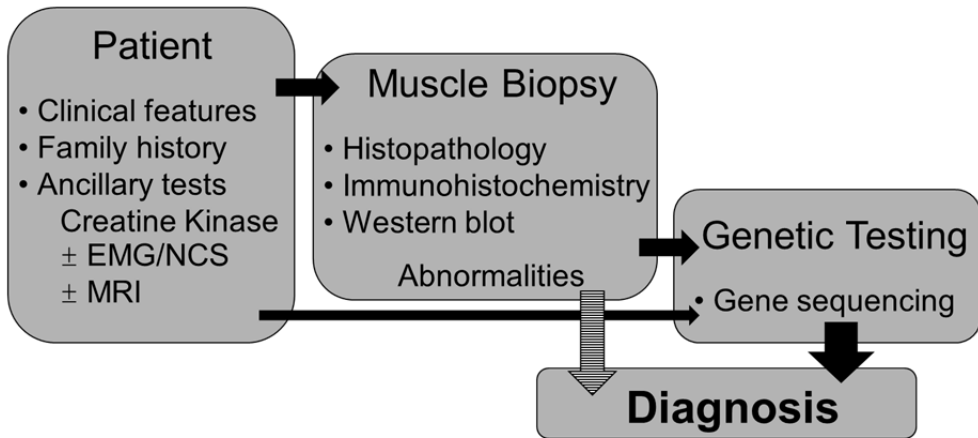 Patient
• Clinical features
• Family history
• Ancillary tests
Creatine Kinase
± EMG/NCS
± MRI
Muscle Biopsy
• Histopathology
• Immunohistochemistry
• Western blot
Abnormalities
Genetic Testing
• Gene sequencing
Diagnosis